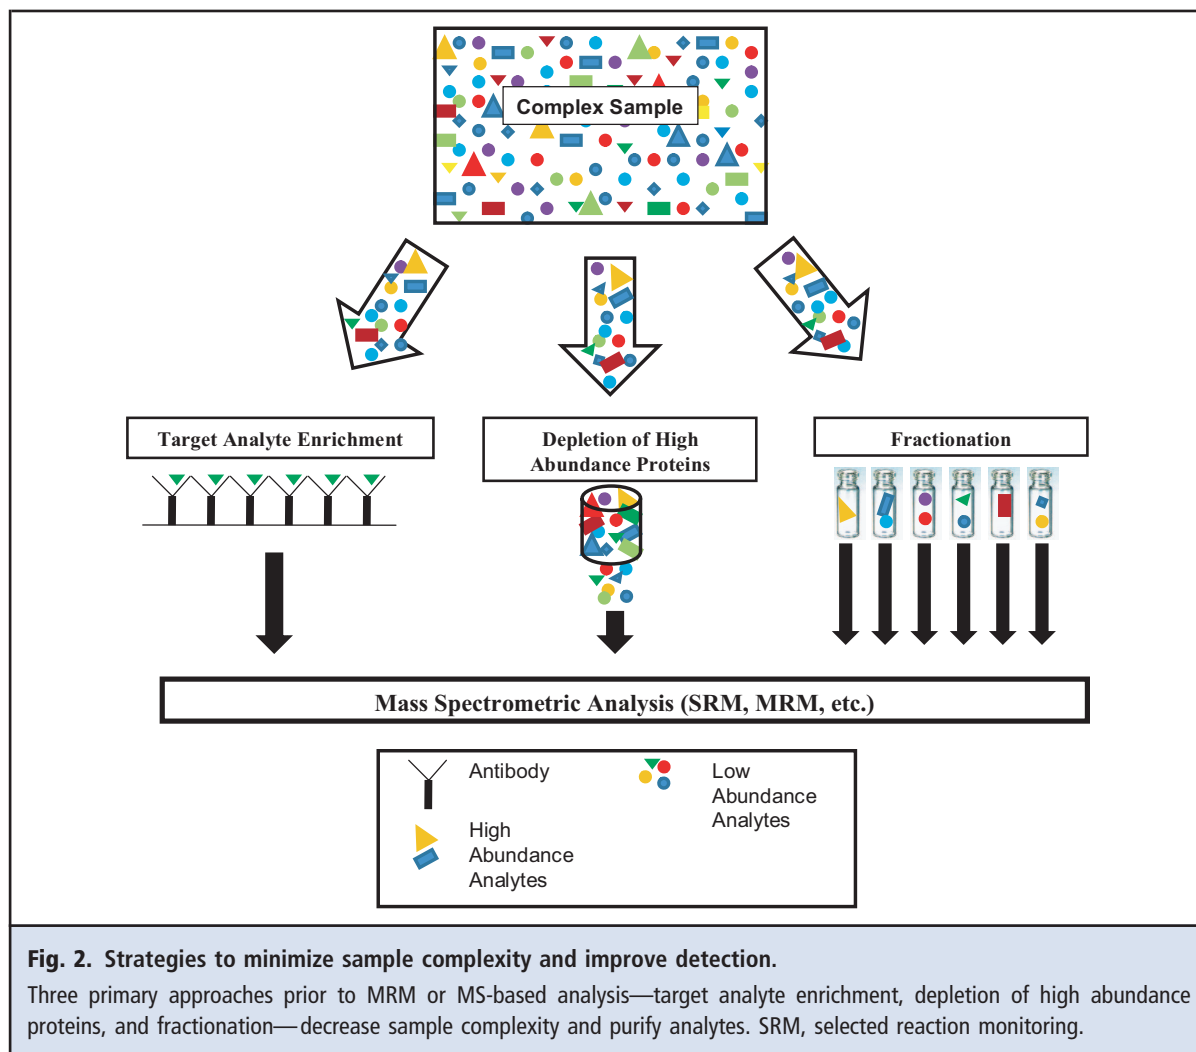 Complex Sample
Target Analyte Enrichment
Depletion of High
Abundance Proteins
Fractionation
Mass Spectrometric Analysis (SRM, MRM, etc.)
Antibody
High
Abundance
Analytes
Low
Abundance
Analytes
Fig. 2. Strategies to minimize sample complexity and improve detection.
Three primary approaches prior to MRM or MS-based analysis—target analyte enrichment, depletion of high abundance
proteins, and fractionation—decrease sample complexity and purify analytes. SRM, selected reaction monitoring.